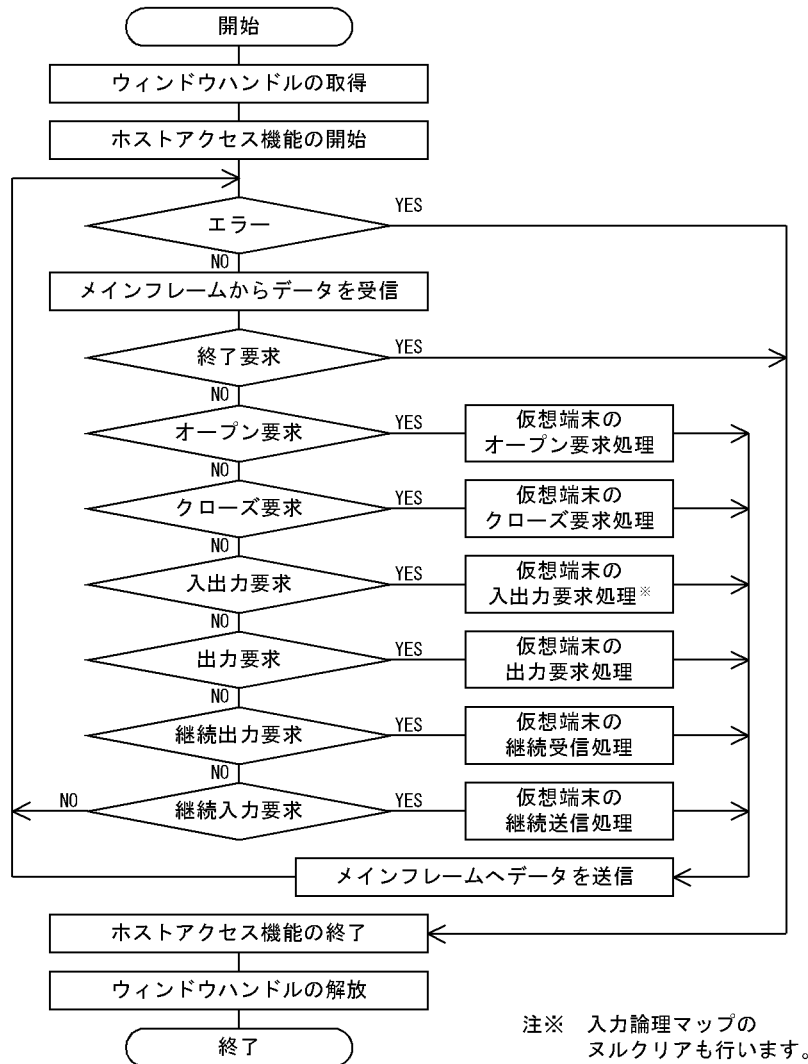 開始
ウィンドウハンドルの取得
ホストアクセス機能の開始
エラー
YES
NO
メインフレームからデータを受信
終了要求
YES
NO
オープン要求
YES
仮想端末の
オープン要求処理
NO
クローズ要求
YES
仮想端末の
クローズ要求処理
NO
入出力要求
YES
仮想端末の
入出力要求処理※
NO
出力要求
YES
仮想端末の
出力要求処理
NO
継続出力要求
YES
仮想端末の
継続受信処理
NO
NO
継続入力要求
YES
仮想端末の
継続送信処理
メインフレームへデータを送信
ホストアクセス機能の終了
ウィンドウハンドルの解放
終了
注※ 入力論理マップの
ヌルクリアも行います。